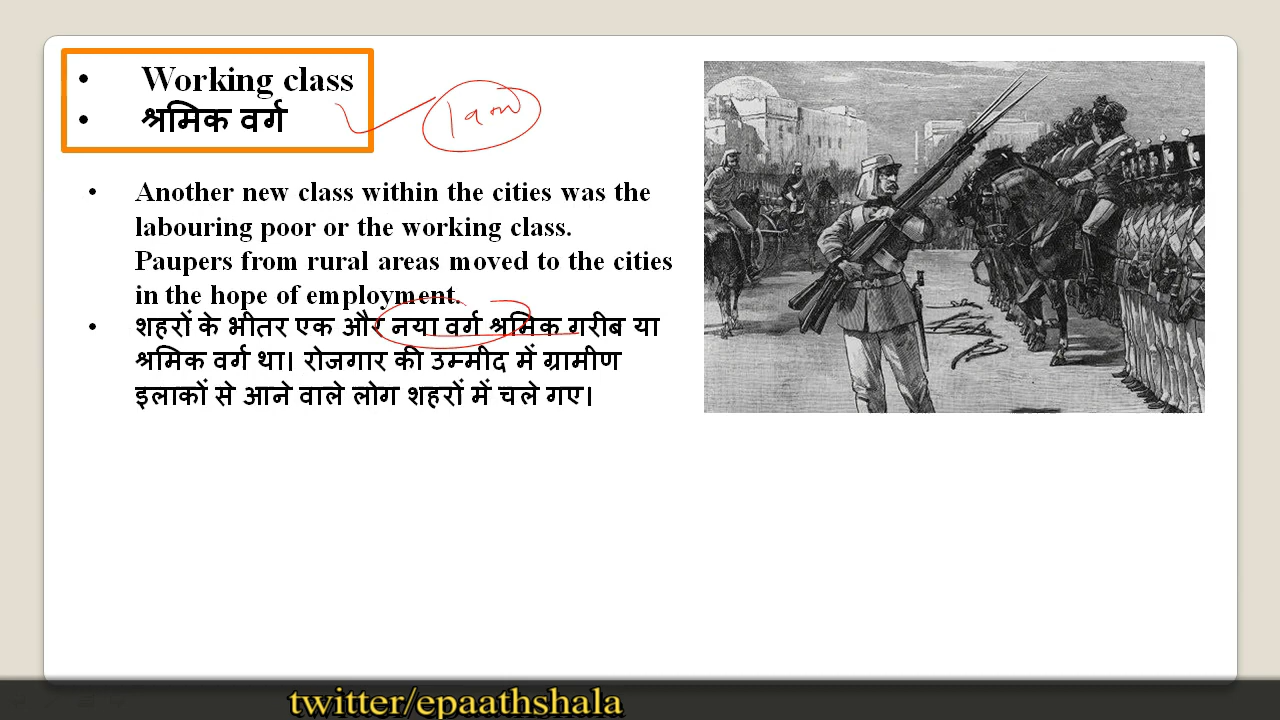 • Working class
• श्रमिक वर्ग
• Another new class within the cities was the
labouring poor or the working class.
Paupers from rural areas moved to the cities
in the hope of employment.
• शहरों के भीतर एक और नया वर्ग श्रमिक गरीब या
श्रमिक वर्ग था। रोजगार की उम्मीद में ग्रामीण
इलाकों से आने वाले लोग शहरों में चले गए।
twitter/epaathshala